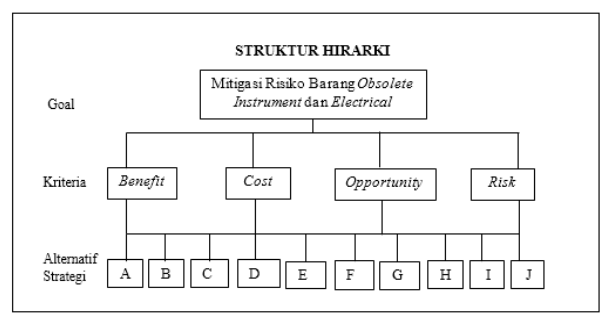 STRUKTUR HIRARKI
Mitigasi Risiko Barang Obsolete
Instrument dan Electrical
Goal
Kriteria
Benefit
Cost
Opportunity
Risk
Alternatif
Strategi
A
B
C
D
E
F
G
H
I
J